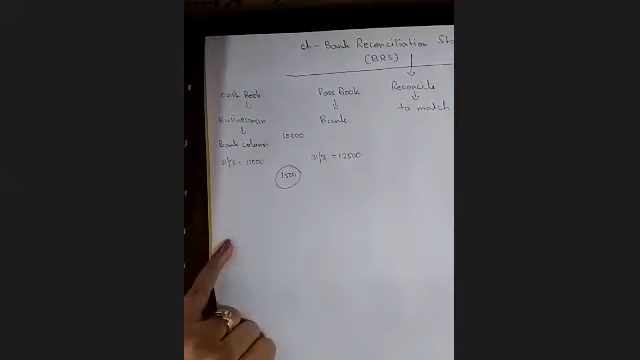 ch- Bank Reconciliation St
(BRS)
Cash Book Pass Book Reconcile
Businessman Bank to match
Bank column 10000
31/3 - 11000 31/3 - 12500
1500